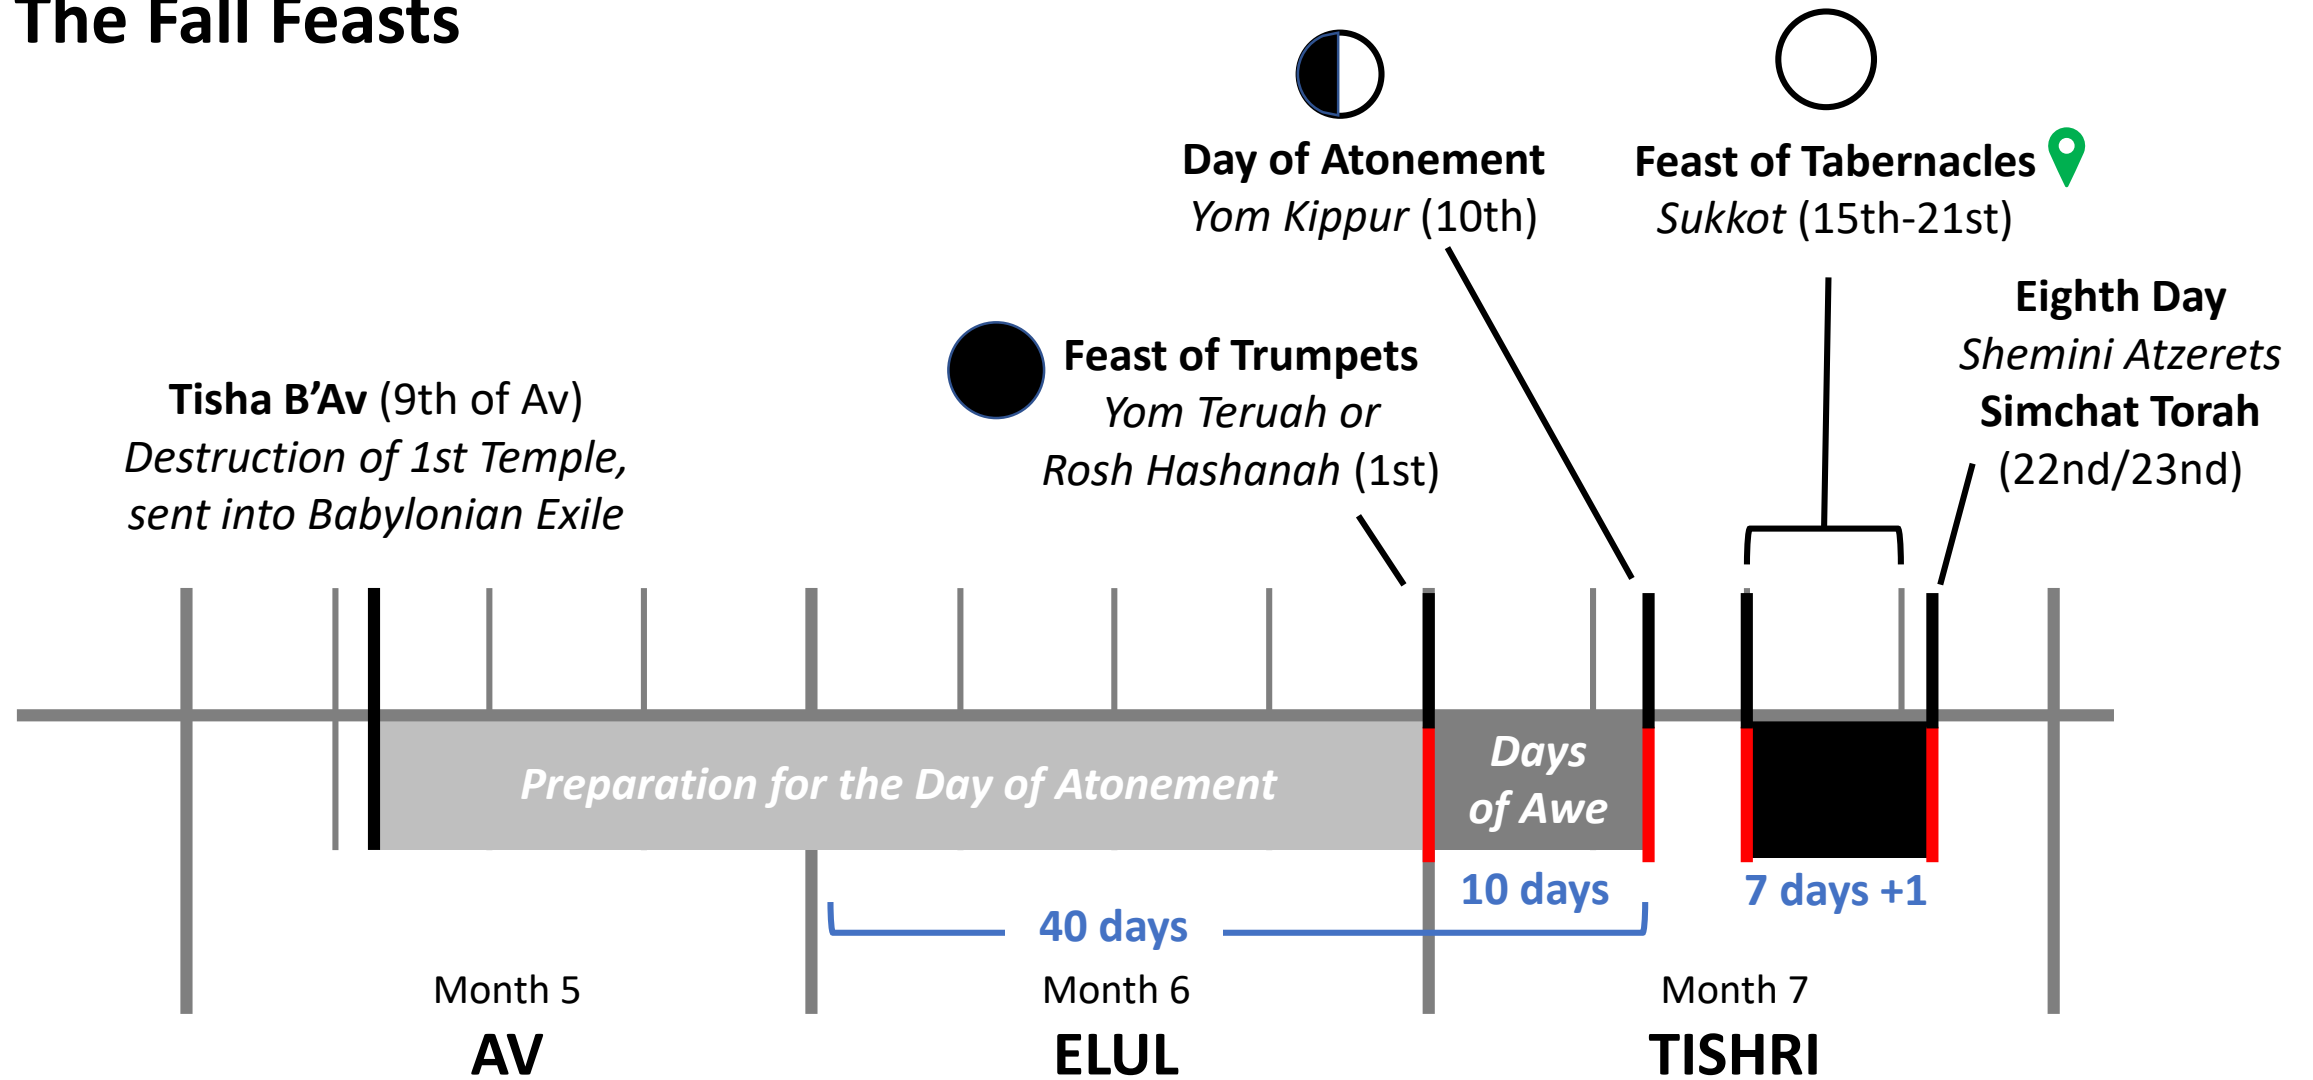 The Fall Feasts
Day of Atonement
Yom Kippur (10th)
Feast of Tabernacles
Sukkot (15th-21st)
Eighth Day
Shemini Atzerets
Simchat Torah
(22nd/23nd)
Feast of Trumpets
Yom Teruah or
Rosh Hashanah (1st)
Tisha B’Av (9th of Av)
Destruction of 1st Temple,
sent into Babylonian Exile
Preparation for the Day of Atonement
Days
of Awe
10 days
7 days +1
40 days
Month 5
AV
Month 6
ELUL
Month 7
TISHRI